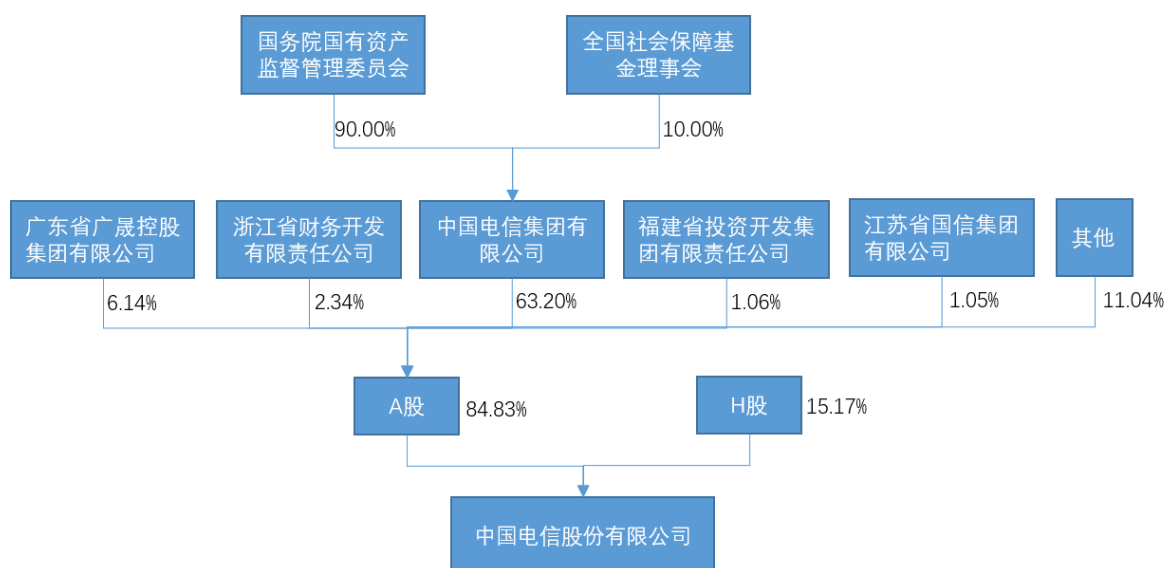 国务院国有资产
监督管理委员会
全国社会保障基
金理事会
90.00%
10.00%
广东省广晟控股
集团有限公司
浙江省财务开发
有限责任公司
中国电信集团有
限公司
福建省投资开发集
团有限责任公司
江苏省国信集团
有限公司
其他
6.14%
2.34%
63.20%
1.06%
1.05%
11.04%
A股
84.83%
H股
15.17%
中国电信股份有限公司